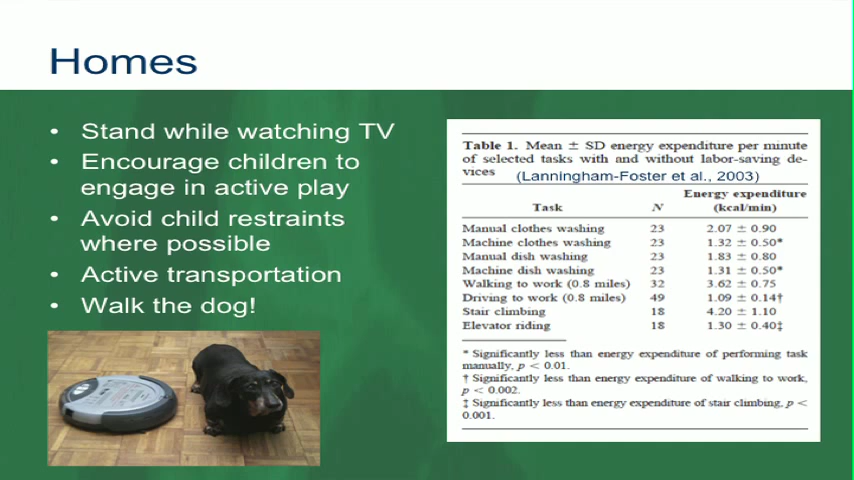 Homes
• Stand while watching TV
• Encourage children to
engage in active play
• Avoid child restraints
where possible
• Active transportation
• Walk the dog!
Table 1. Mean ± SD energy expenditure per minute
of selected tasks with and without labor-saving de-
vices (Lanningham-Foster et al., 2003)
Energy expenditure
Task N (kcal/min)
Manual clothes washing 23 2.07 ± 0.90
Machine clothes washing 23 1.32 ± 0.50*
Manual dish washing 23 1.83 ± 0.80
Machine dish washing 23 1.31 ± 0.50*
Walking to work (0.8 miles) 32 3.62 ± 0.75
Driving to work (0.8 miles) 49 1.09 ± 0.14†
Stair climbing 18 4.20 ± 1.10
Elevator riding 18 1.30 ± 0.40‡
* Significantly less than energy expenditure of performing task
manually, p < 0.01.
† Significantly less than energy expenditure of walking to work,
p < 0.002.
‡ Significantly less than energy expenditure of stair climbing, p <
0.001.